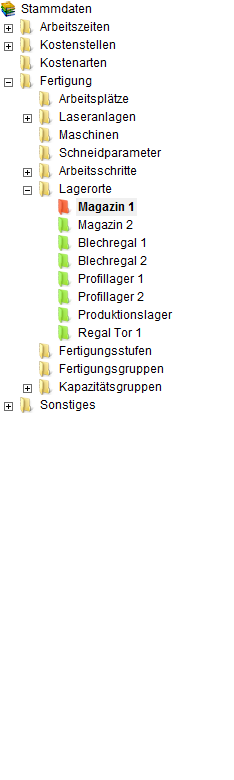 Stammdaten
Arbeitszeiten
Kostenstellen
Kostenarten
Fertigung
Arbeitsplätze
Laseranlagen
Maschinen
Schneidparameter
Arbeitsschritte
Lagerorte
Magazin 1
Magazin 2
Blechregal 1
Blechregal 2
Profillager 1
Profillager 2
Produktionslager
Regal Tor 1
Fertigungsstufen
Fertigungsgruppen
Kapazitätsgruppen
Sonstiges